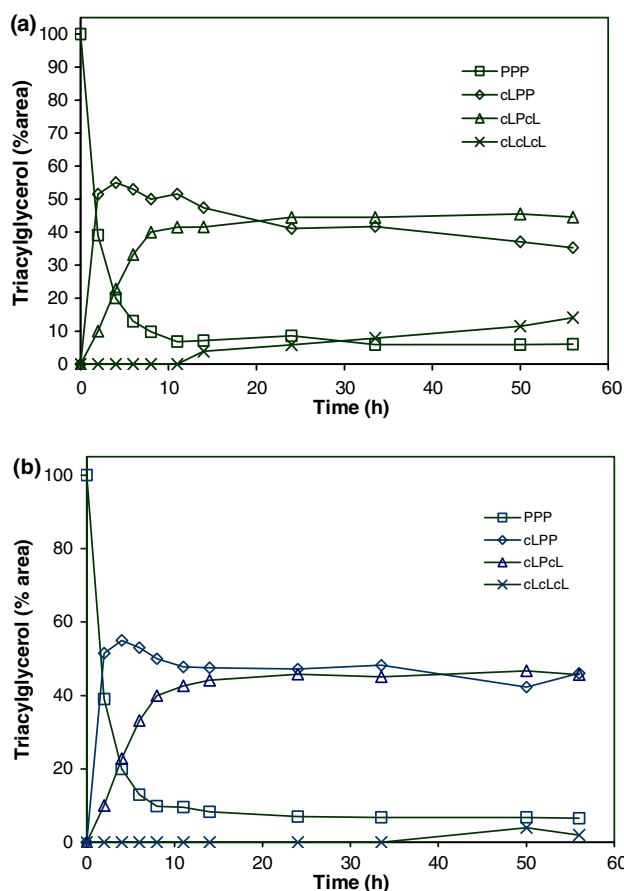 (a)
100
90
80
70
60
50
40
30
20
10
0
Triacylglycerol (%area)
PPP
cLPP
cLPcL
cLcLcL
0 10 20 30 40 50 60
Time (h)
(b)
100
80
60
40
20
0
Triacylglycerol (% area)
PPP
cLPP
cLPcL
cLcLcL
0 10 20 30 40 50 60
Time (h)